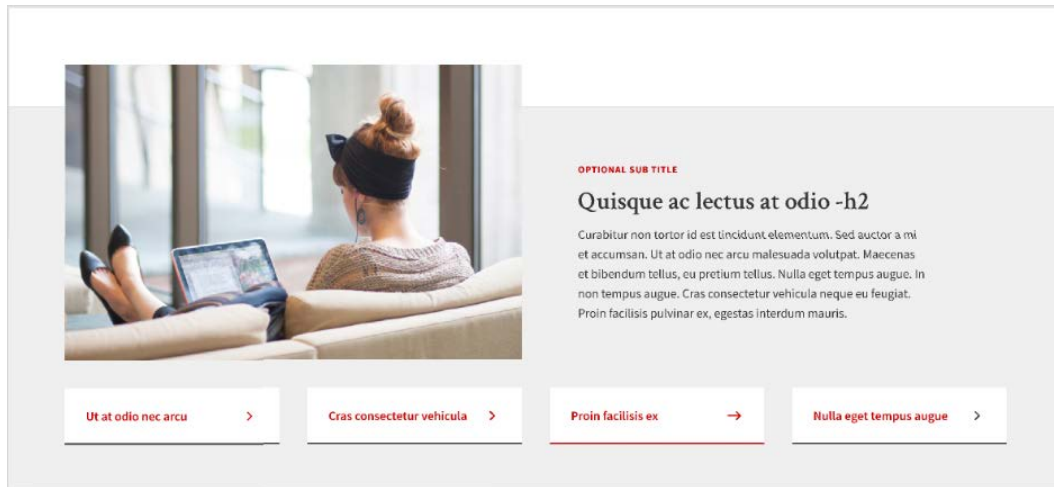 OPTIONAL SUB TITLE
Quisque ac lectus at odio -h2
Curabitur non tortor id est tincidunt elementum. Sed auctor a mi
et accumsan. Ut at odio nec arcu malesuada volutpat. Maecenas
et bibendum tellus, eu pretium tellus. Nulla eget tempus augue. In
non tempus augue. Cras consectetur vehicula neque eu feugiat.
Proin facilisis pulvinar ex, egestas interdum mauris.
Ut at odio nec arcu
Cras consectetur vehicula
Proin facilisis ex
Nulla eget tempus augue